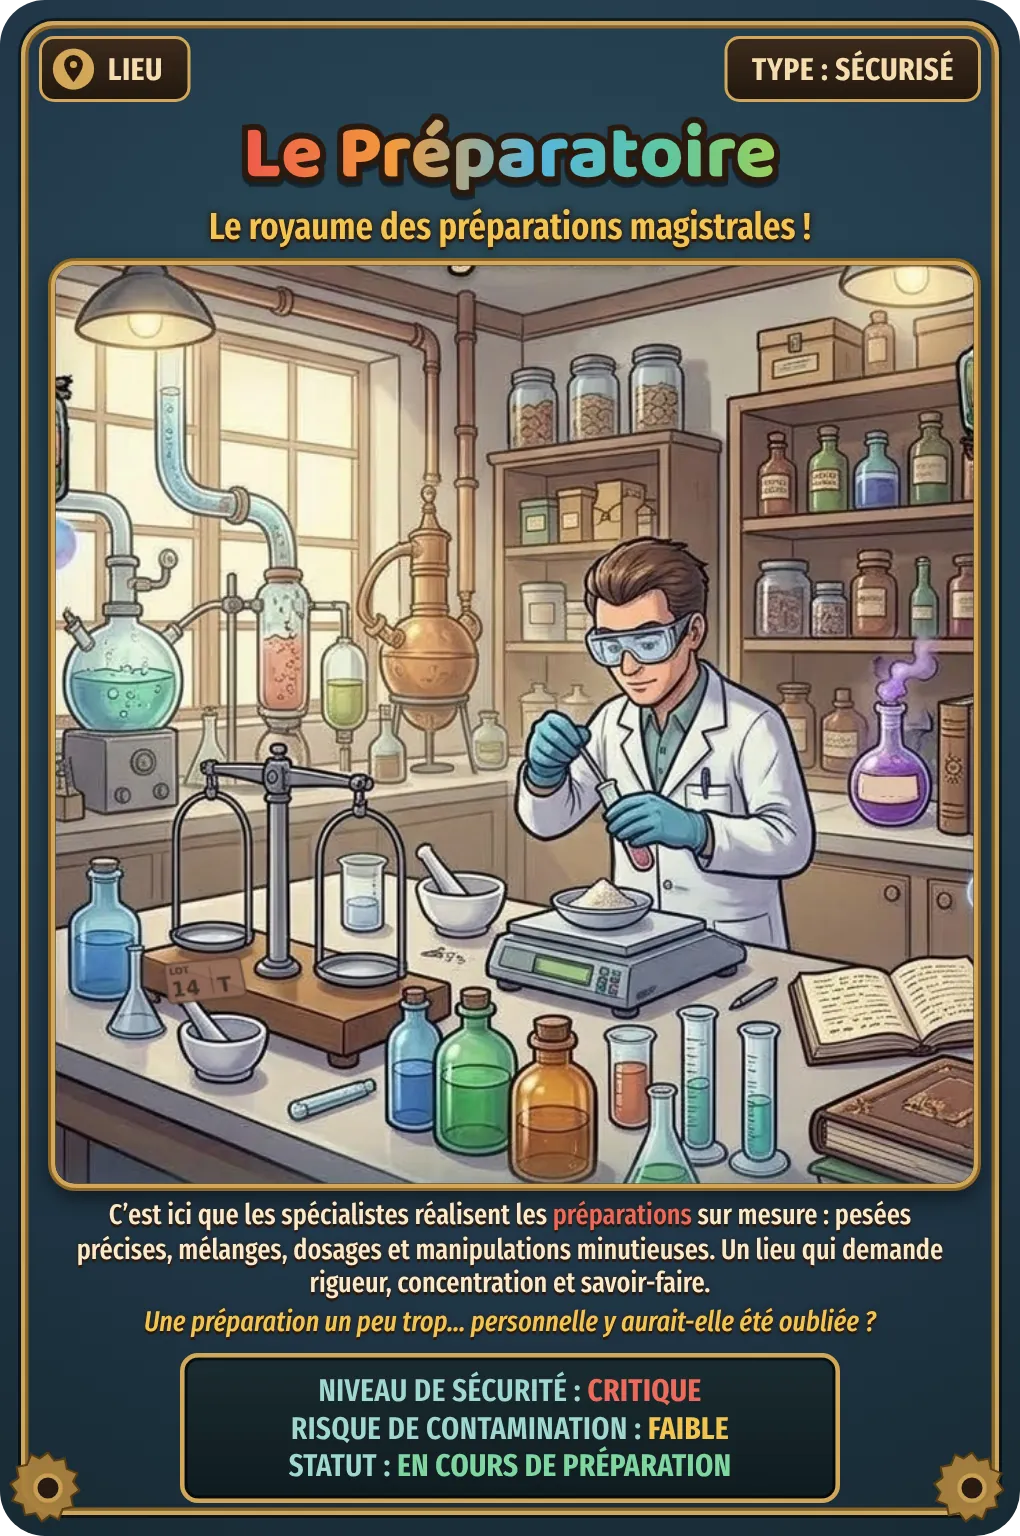 LIEU
TYPE : SÉCURISÉ
Le Préparatoire
Le royaume des préparations magistrales !
LOT
14 | T
C’est ici que les spécialistes réalisent les préparations sur mesure : pesées
précises, mélanges, dosages et manipulations minutieuses. Un lieu qui demande
rigueur, concentration et savoir-faire.
Une préparation un peu trop... personnelle y aurait-elle été oubliée ?
NIVEAU DE SÉCURITÉ : CRITIQUE
RISQUE DE CONTAMINATION : FAIBLE
STATUT : EN COURS DE PRÉPARATION